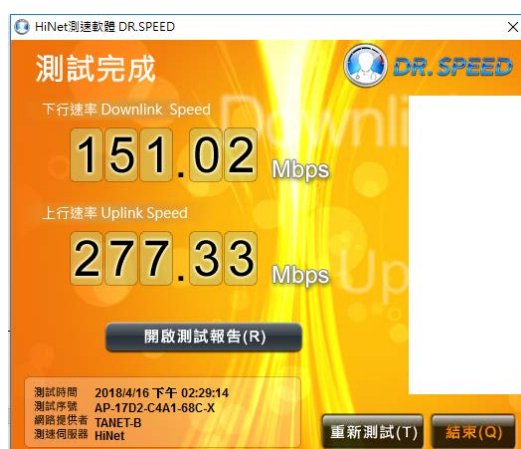 HiNet測速軟體 DR.SPEED
測試完成
DR. SPEED
下行速率 Downlink Speed
Downli
151.02 Mbps
上行速率 Uplink Speed
Up
277.33 Mbps
開啟測試報告(R)
測試時間 2018/4/16 下午 02:29:14
測試序號 AP-17D2-C4A1-68C-X
網路提供者 TANET-B
測速伺服器 HiNet
重新測試(T) 結束(Q)